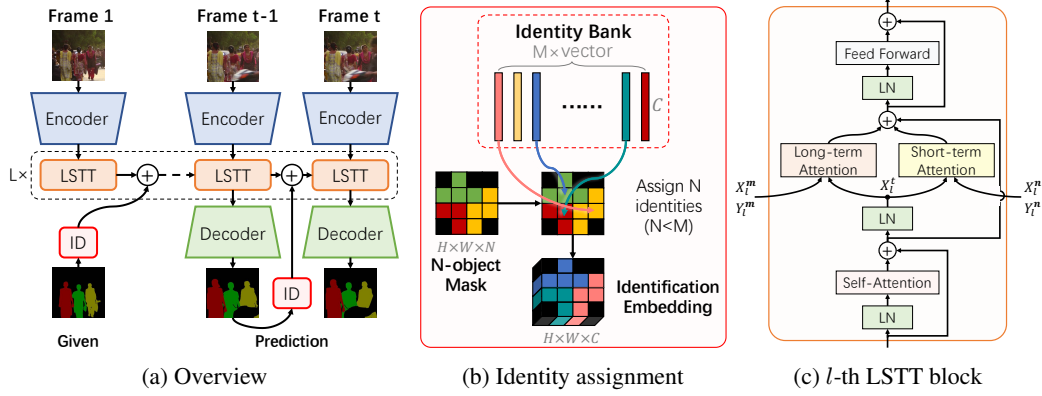 Frame 1
Frame t-1
Frame t
Encoder
Encoder
Encoder
L×
LSTT
LSTT
LSTT
Decoder
Decoder
ID
ID
Given
Prediction
(a) Overview
Identity Bank
M×vector
......
C
Assign N
identities
(N<M)
H×W×N
N-object
Mask
Identification
Embedding
H×W×C
(b) Identity assignment
Feed Forward
LN
Long-term
Attention
Short-term
Attention
X_l^m
Y_l^m
X_l^t
X_l^n
Y_l^n
LN
Self-Attention
LN
(c) l-th LSTT block